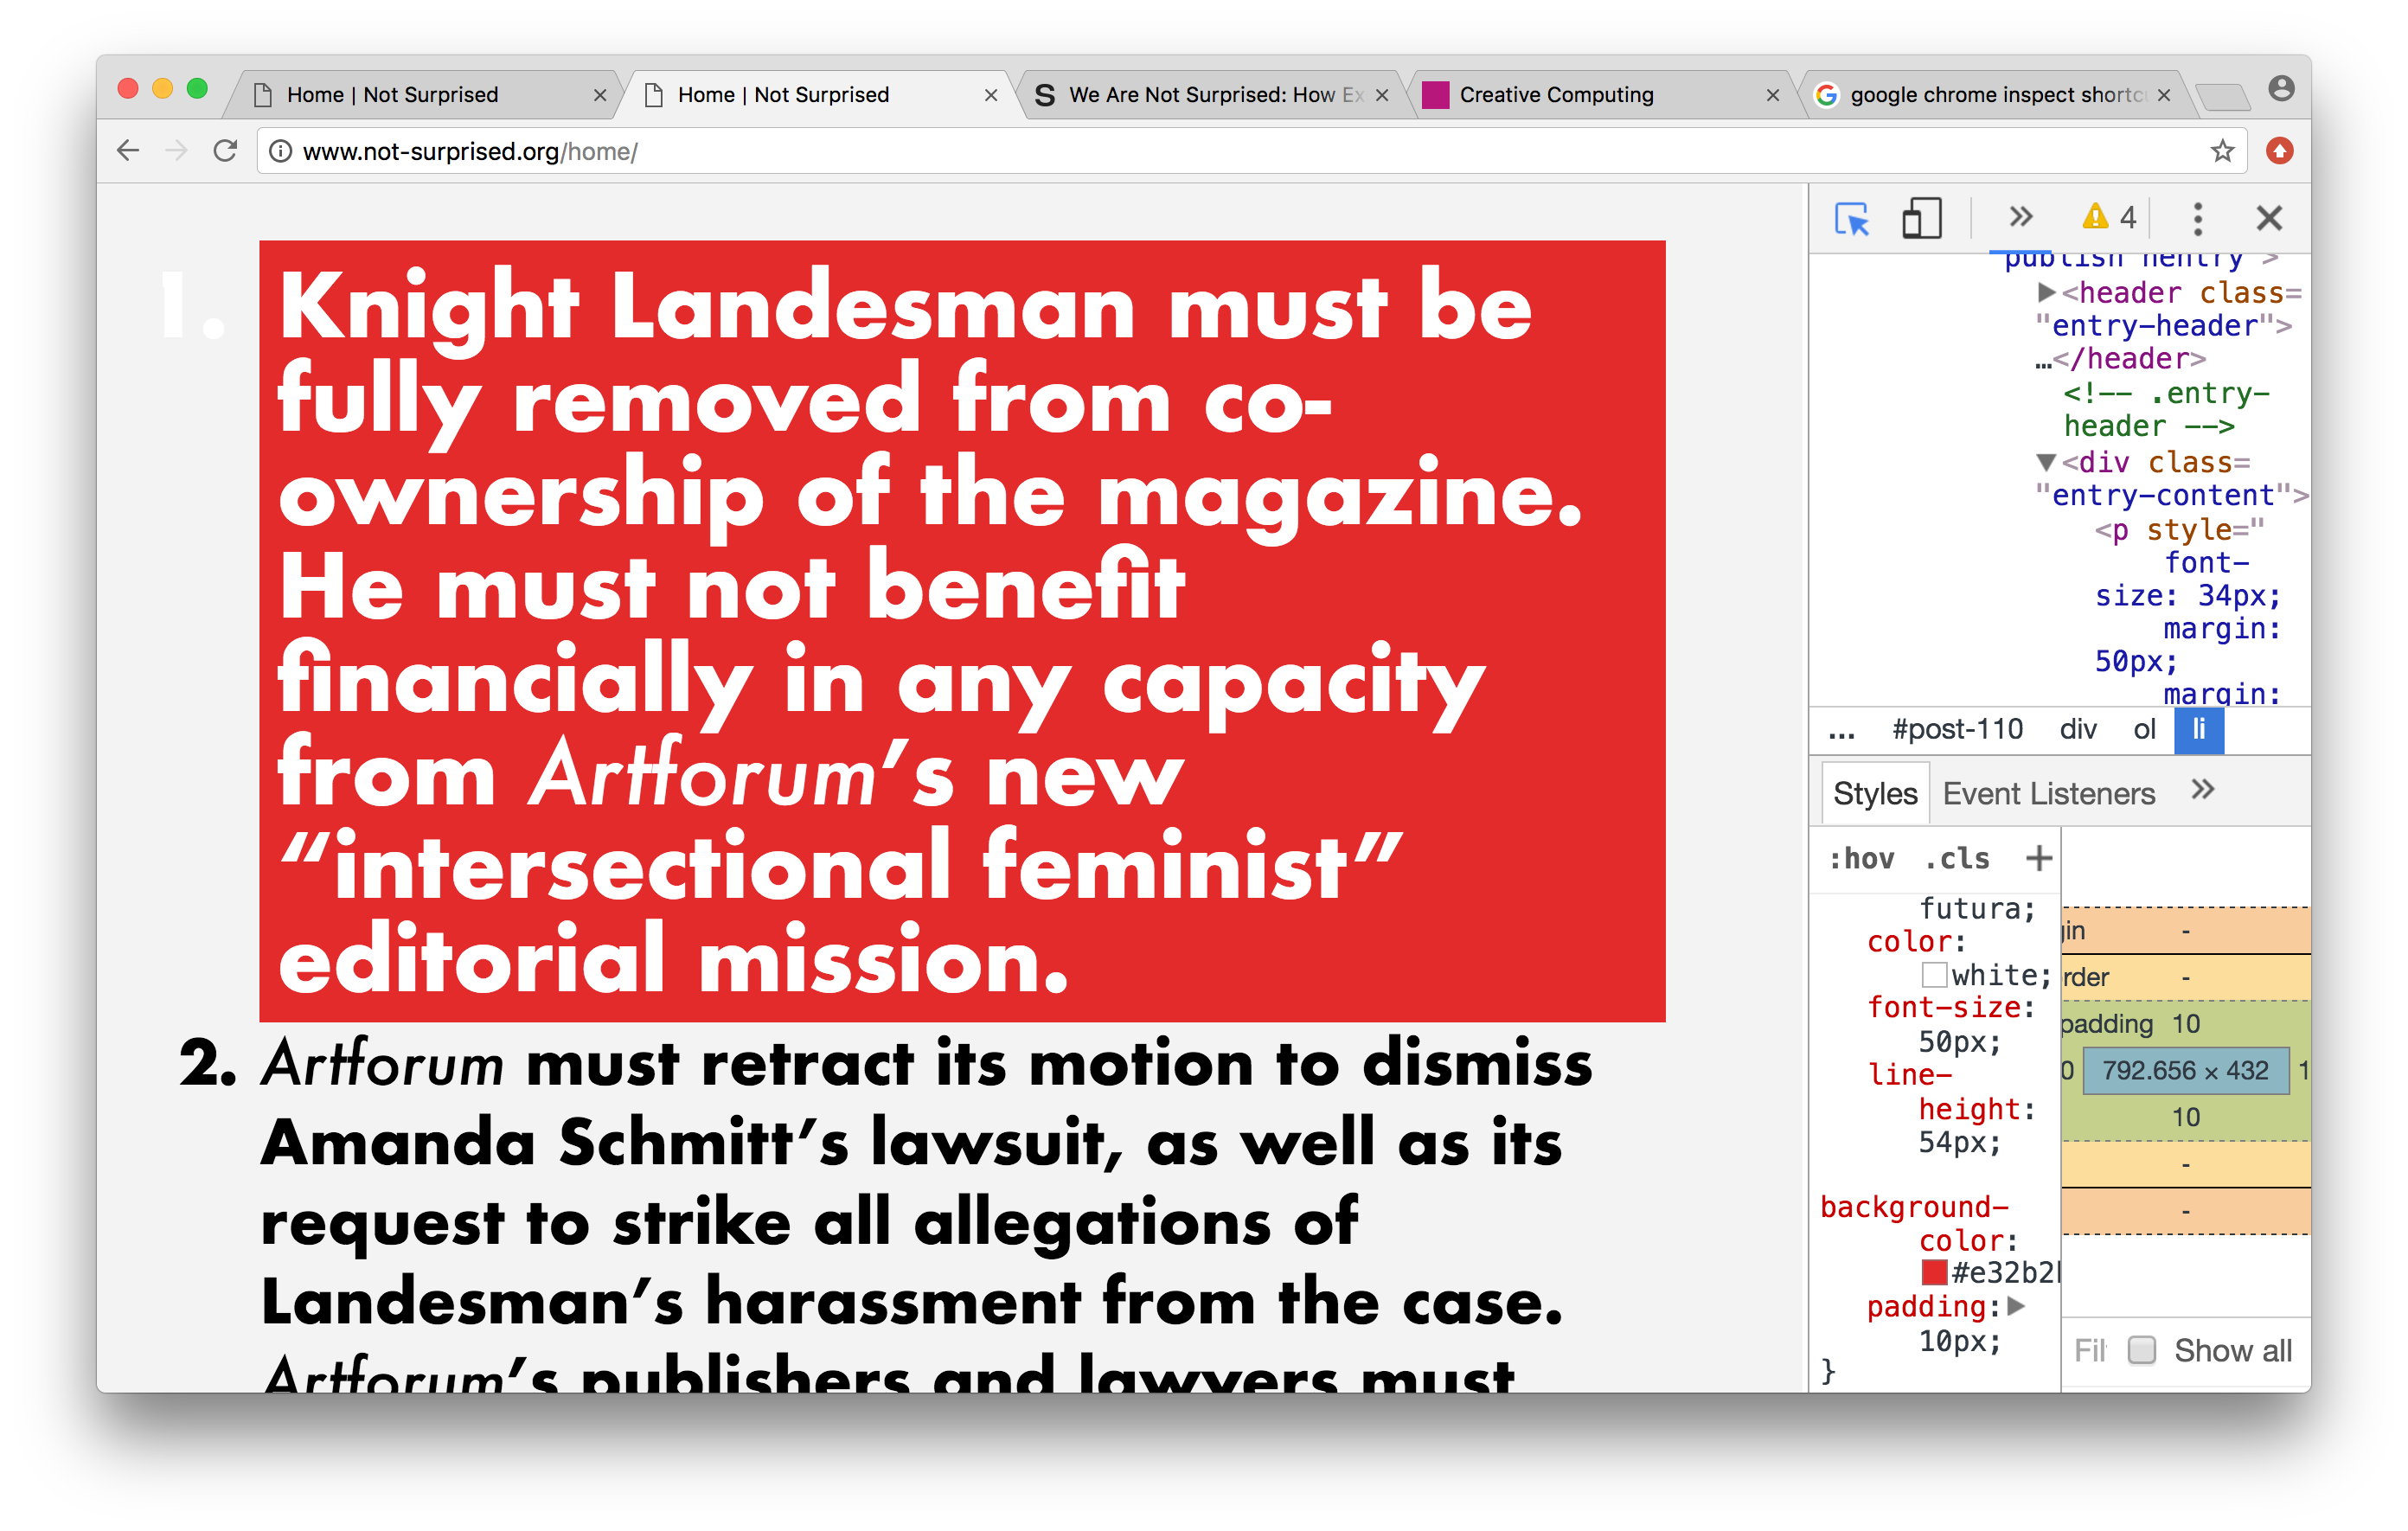 Home | Not Surprised
Home | Not Surprised
S We Are Not Surprised: How Ex
Creative Computing
google chrome inspect shortc
www.not-surprised.org/home/
4
1. Knight Landesman must be
fully removed from co-
ownership of the magazine.
He must not benefit
financially in any capacity
from Artforum’s new
“intersectional feminist”
editorial mission.
2. Artforum must retract its motion to dismiss
Amanda Schmitt’s lawsuit, as well as its
request to strike all allegations of
Landesman’s harassment from the case.
Artforum’s publishers and lawyers must
publish hentry">
▶<header class=
"entry-header">
…</header>
<!-- .entry-
header -->
▼<div class=
"entry-content">
<p style="
font-
size: 34px;
margin:
50px;
margin:
... #post-110 div ol li
Styles Event Listeners »
:hov .cls +
futura;
color:
white;
font-size:
50px;
line-
height:
54px;
background-
color:
#e32b2
padding:▶
10px;
}
gin -
rder -
padding 10
0 792.656 × 432 1
10
-
-
Fil Show all